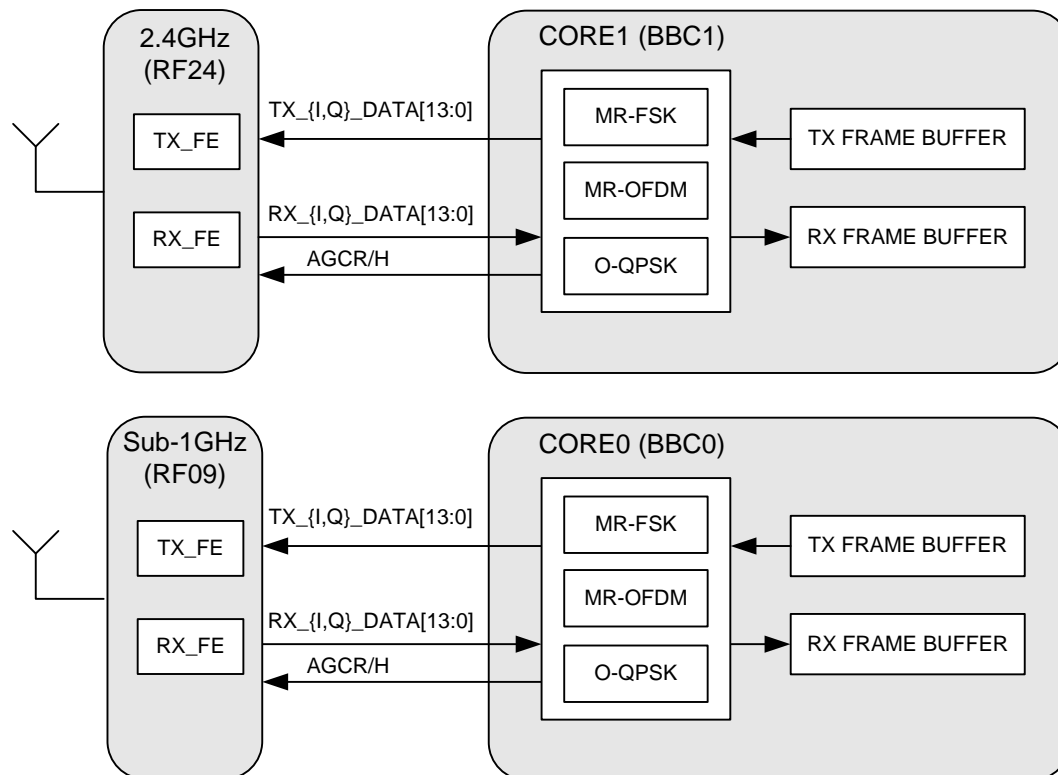 2.4GHz
(RF24)
TX_FE
RX_FE
TX_{I,Q}_DATA[13:0]
RX_{I,Q}_DATA[13:0]
AGCR/H
CORE1 (BBC1)
MR-FSK
MR-OFDM
O-QPSK
TX FRAME BUFFER
RX FRAME BUFFER
Sub-1GHz
(RF09)
TX_FE
RX_FE
TX_{I,Q}_DATA[13:0]
RX_{I,Q}_DATA[13:0]
AGCR/H
CORE0 (BBC0)
MR-FSK
MR-OFDM
O-QPSK
TX FRAME BUFFER
RX FRAME BUFFER